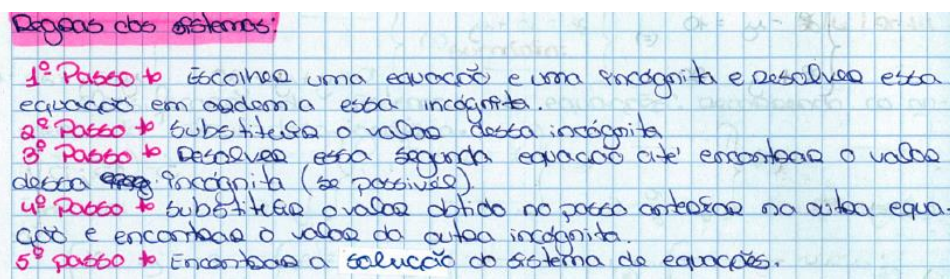 Regras dos sistemas:
1º Passo → Escolher uma equação e uma incógnita e resolver essa
equação em ordem a essa incógnita.
2º Passo → Substituir o valor dessa incógnita
3º Passo → Resolver essa segunda equação até encontrar o valor
dessa incógnita (se possível).
4º Passo → Substituir o valor obtido no passo anterior na outra equa
ção e encontrar o valor da outra incógnita.
5º passo → Encontrar a solucção do sistema de equacções.